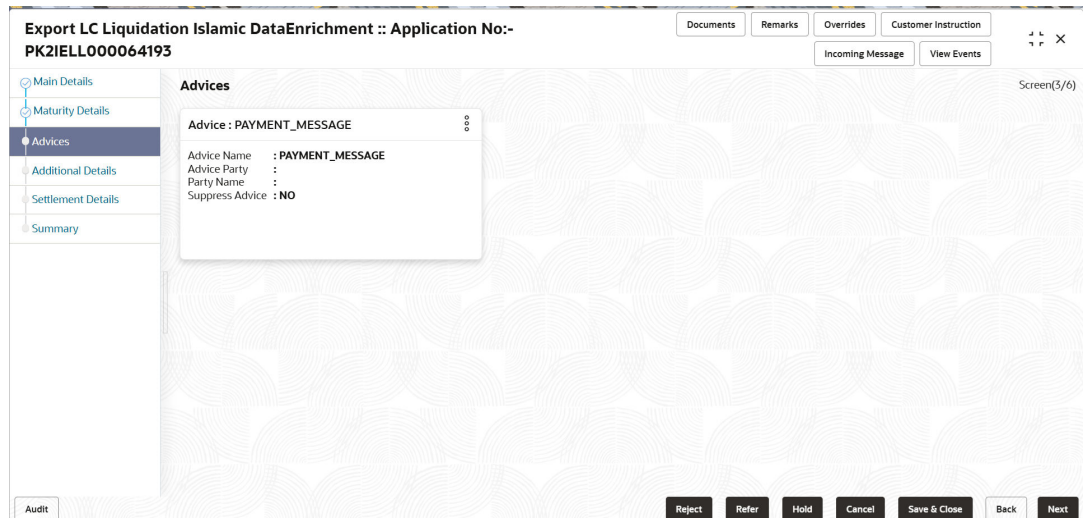 Export LC Liquidation Islamic DataEnrichment :: Application No:-
PK2IELL000064193
Documents
Remarks
Overrides
Customer Instruction
Incoming Message
View Events
Main Details
Maturity Details
Advices
Additional Details
Settlement Details
Summary
Advices
Screen(3/6)
Advice : PAYMENT_MESSAGE
Advice Name : PAYMENT_MESSAGE
Advice Party :
Party Name :
Suppress Advice : NO
Audit
Reject
Refer
Hold
Cancel
Save & Close
Back
Next